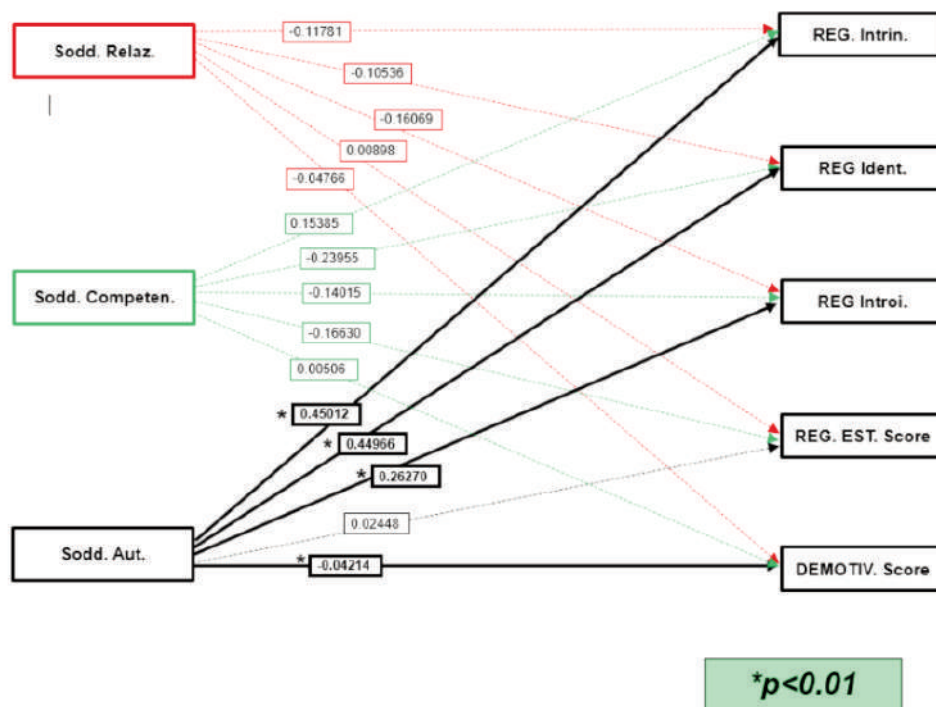 -0.11781
REG. Intrin.
Sodd. Relaz.
-0.10536
-0.16069
0.00898
REG Ident.
-0.04766
0.15385
-0.23955
Sodd. Competen.
-0.14015
REG Introi.
-0.16630
0.00506
* 0.45012
* 0.44966
REG. EST. Score
* 0.26270
0.02448
Sodd. Aut.
* -0.04214
DEMOTIV. Score
*p<0.01